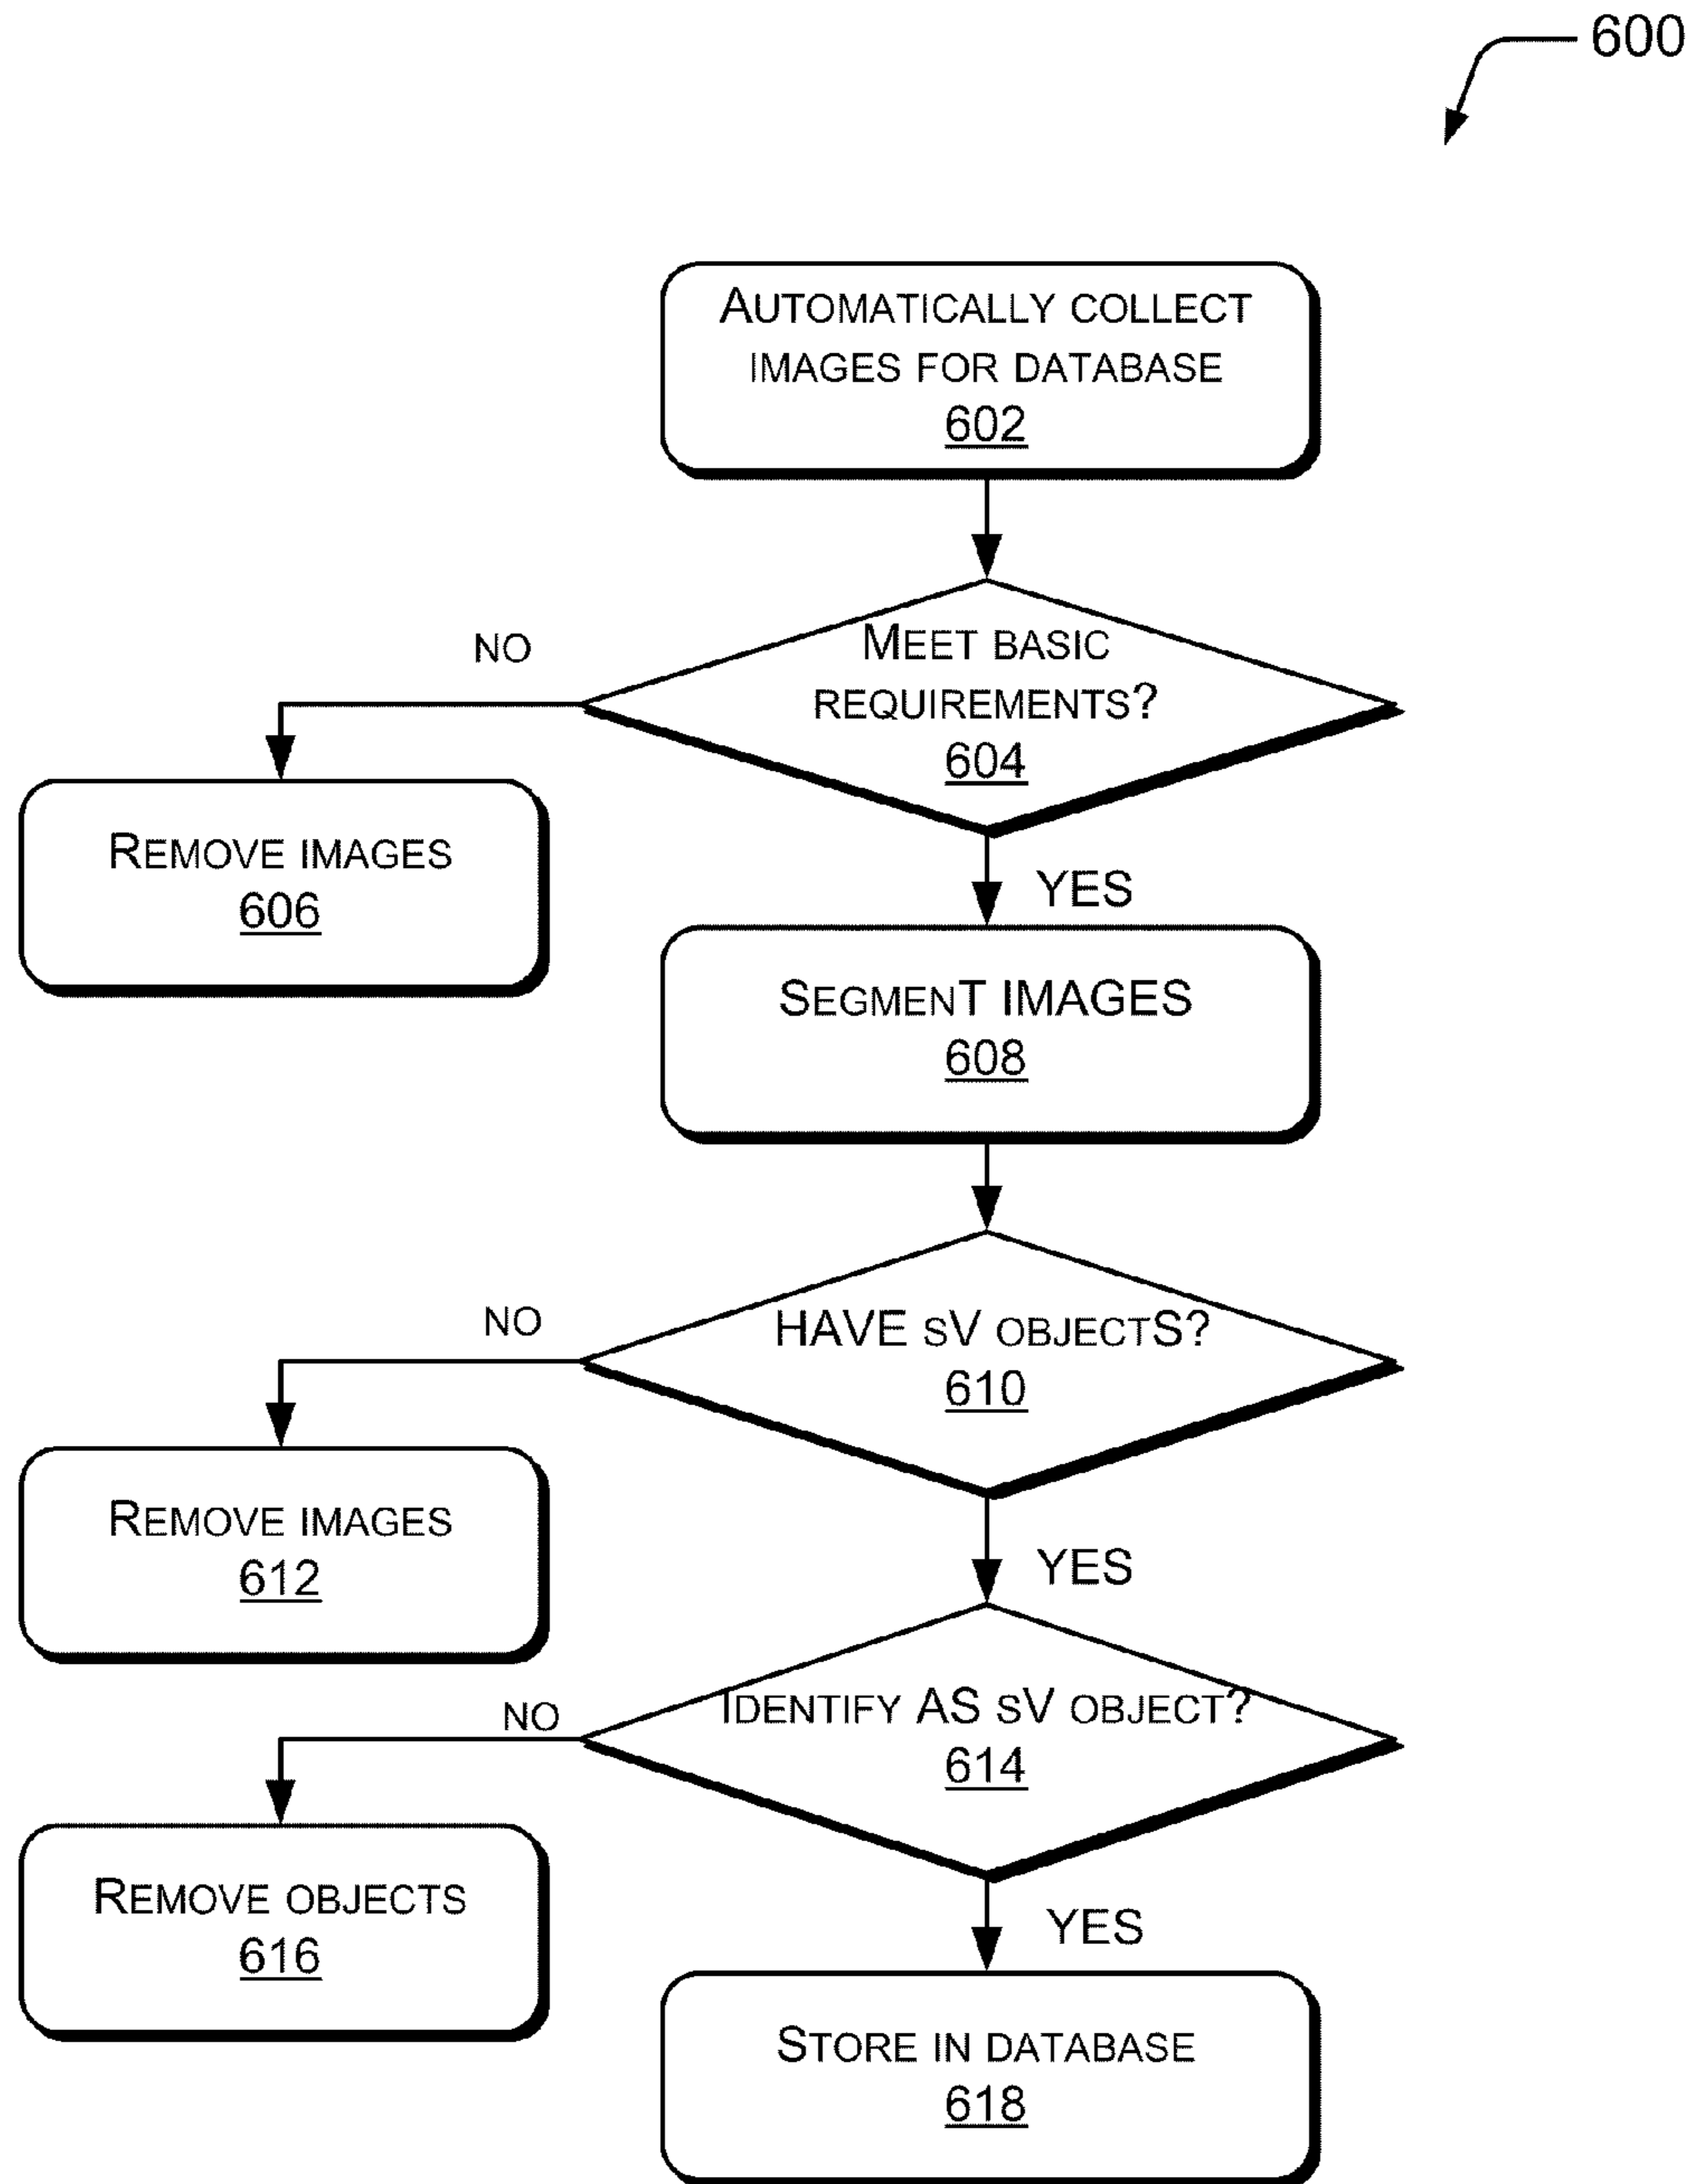 600
AUTOMATICALLY COLLECT
IMAGES FOR DATABASE
602
NO
MEET BASIC
REQUIREMENTS?
604
REMOVE IMAGES
606
YES
SEGMENT IMAGES
608
NO
HAVE SV OBJECTS?
610
REMOVE IMAGES
612
YES
NO
IDENTIFY AS SV OBJECT?
614
REMOVE OBJECTS
616
YES
STORE IN DATABASE
618